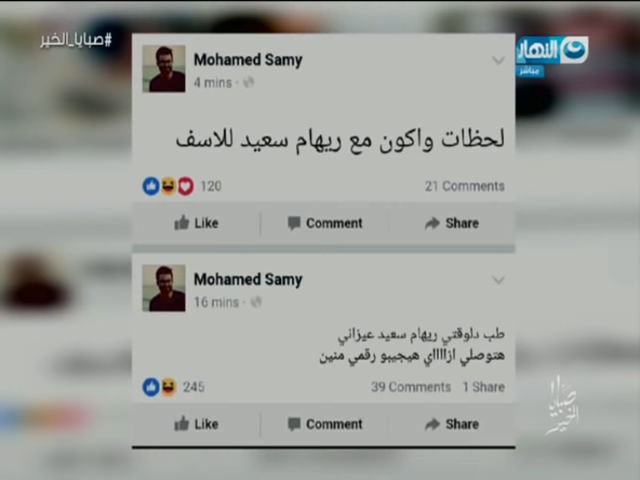 #صبايا_الخير
النهار
مباشر
Mohamed Samy
4 mins
لحظات واكون مع ريهام سعيد للاسف
120
21 Comments
Like Comment Share
Mohamed Samy
16 mins
طب دلوقتي ريهام سعيد عيزاني
هتوصلي ازاااااي هيجيبو رقمي منين
245
39 Comments 1 Share
Like Comment Share
صبايا
الخير